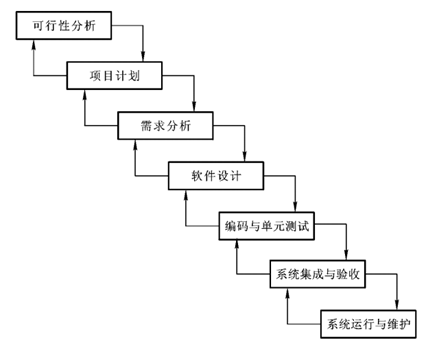 可行性分析
项目计划
需求分析
软件设计
编码与单元测试
系统集成与验收
系统运行与维护